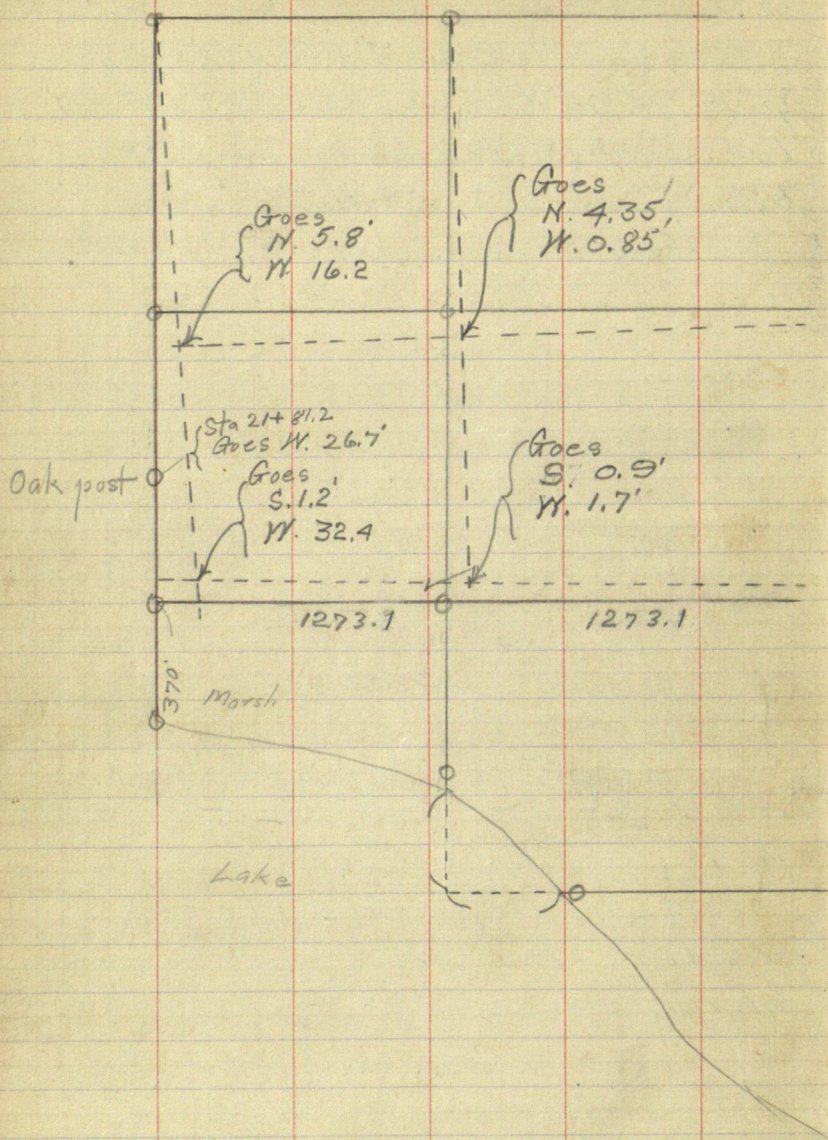 Goes
N. 5.8'
W. 16.2
Goes
N. 4.35'
W. 0.85'
Sta 21+81.2
Goes W. 26.7'
Oak post
Goes
S. 1.2'
W. 32.4
Goes
S. 0.9'
W. 1.7'
1273.1
1273.1
370'
Marsh
Lake